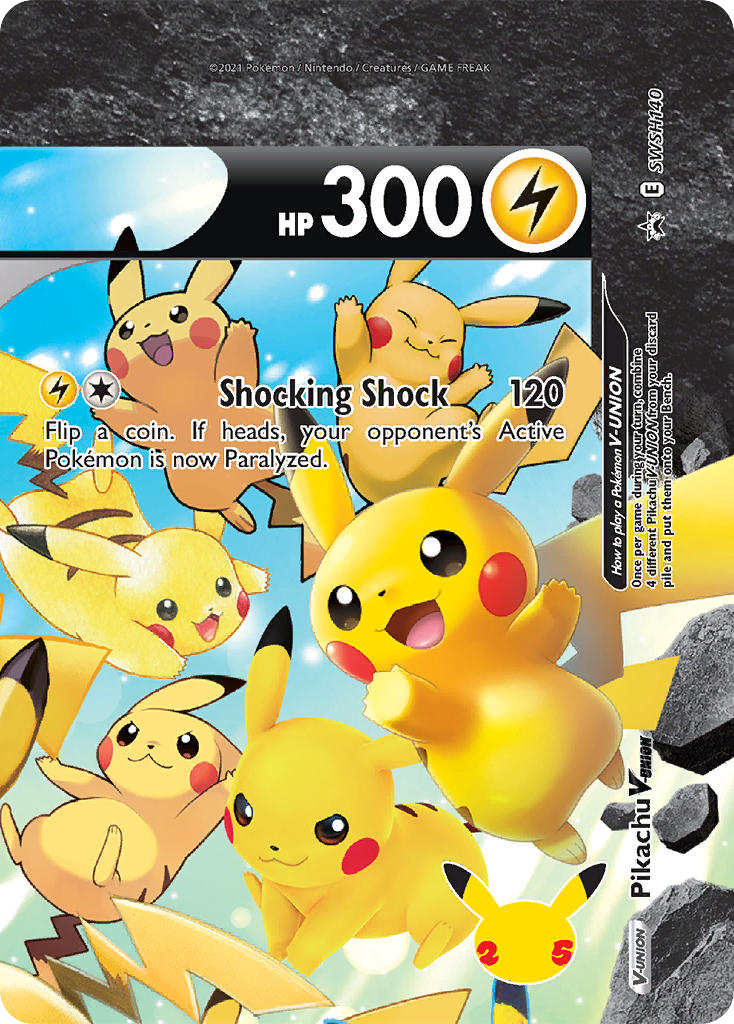 ©2021 Pokémon / Nintendo / Creatures / GAME FREAK
HP 300
Shocking Shock 120
Flip a coin. If heads, your opponent's Active
Pokémon is now Paralyzed.
E SWSH140
How to play a Pokémon V-UNION
Once per game during your turn, combine
4 different Pikachu V-UNION from your discard
pile and put them onto your Bench.
Pikachu V-UNION
V-UNION
25